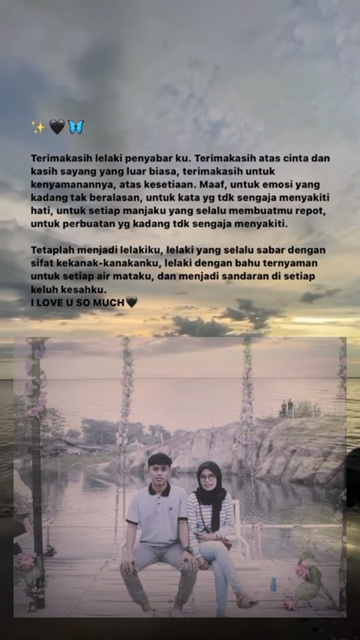 ✨🖤🦋
Terimakasih lelaki penyabar ku. Terimakasih atas cinta dan
kasih sayang yang luar biasa, terimakasih untuk
kenyamanannya, atas kesetiaan. Maaf, untuk emosi yang
kadang tak beralasan, untuk kata yg tdk sengaja menyakiti
hati, untuk setiap manjaku yang selalu membuatmu repot,
untuk perbuatan yg kadang tdk sengaja menyakiti.
Tetaplah menjadi lelakiku, lelaki yang selalu sabar dengan
sifat kekanak-kanakanku, lelaki dengan bahu ternyaman
untuk setiap air mataku, dan menjadi sandaran di setiap
keluh kesahku.
I LOVE U SO MUCH🖤